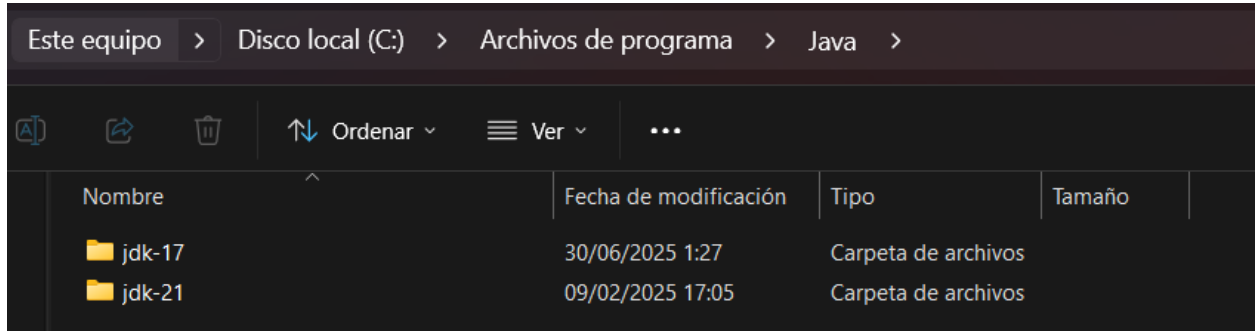 Este equipo > Disco local (C:) > Archivos de programa > Java >
Ordenar Ver •••
Nombre Fecha de modificación Tipo Tamaño
jdk-17 30/06/2025 1:27 Carpeta de archivos
jdk-21 09/02/2025 17:05 Carpeta de archivos